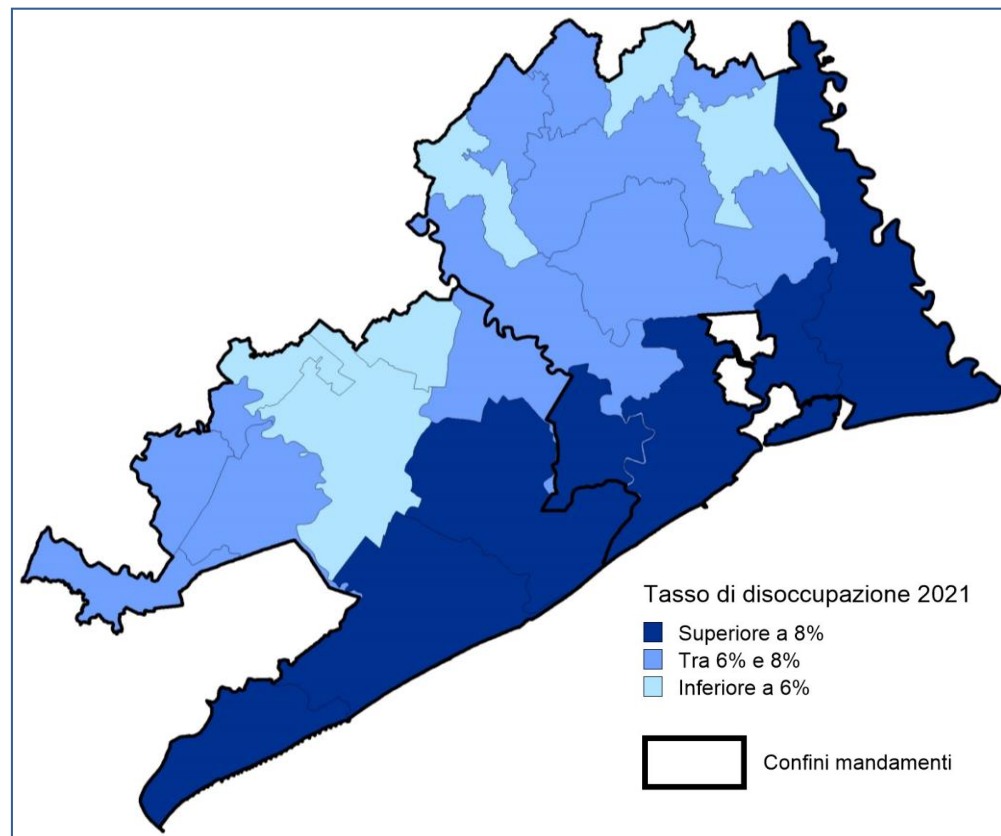 Tasso di disoccupazione 2021
Superiore a 8%
Tra 6% e 8%
Inferiore a 6%
Confini mandamenti